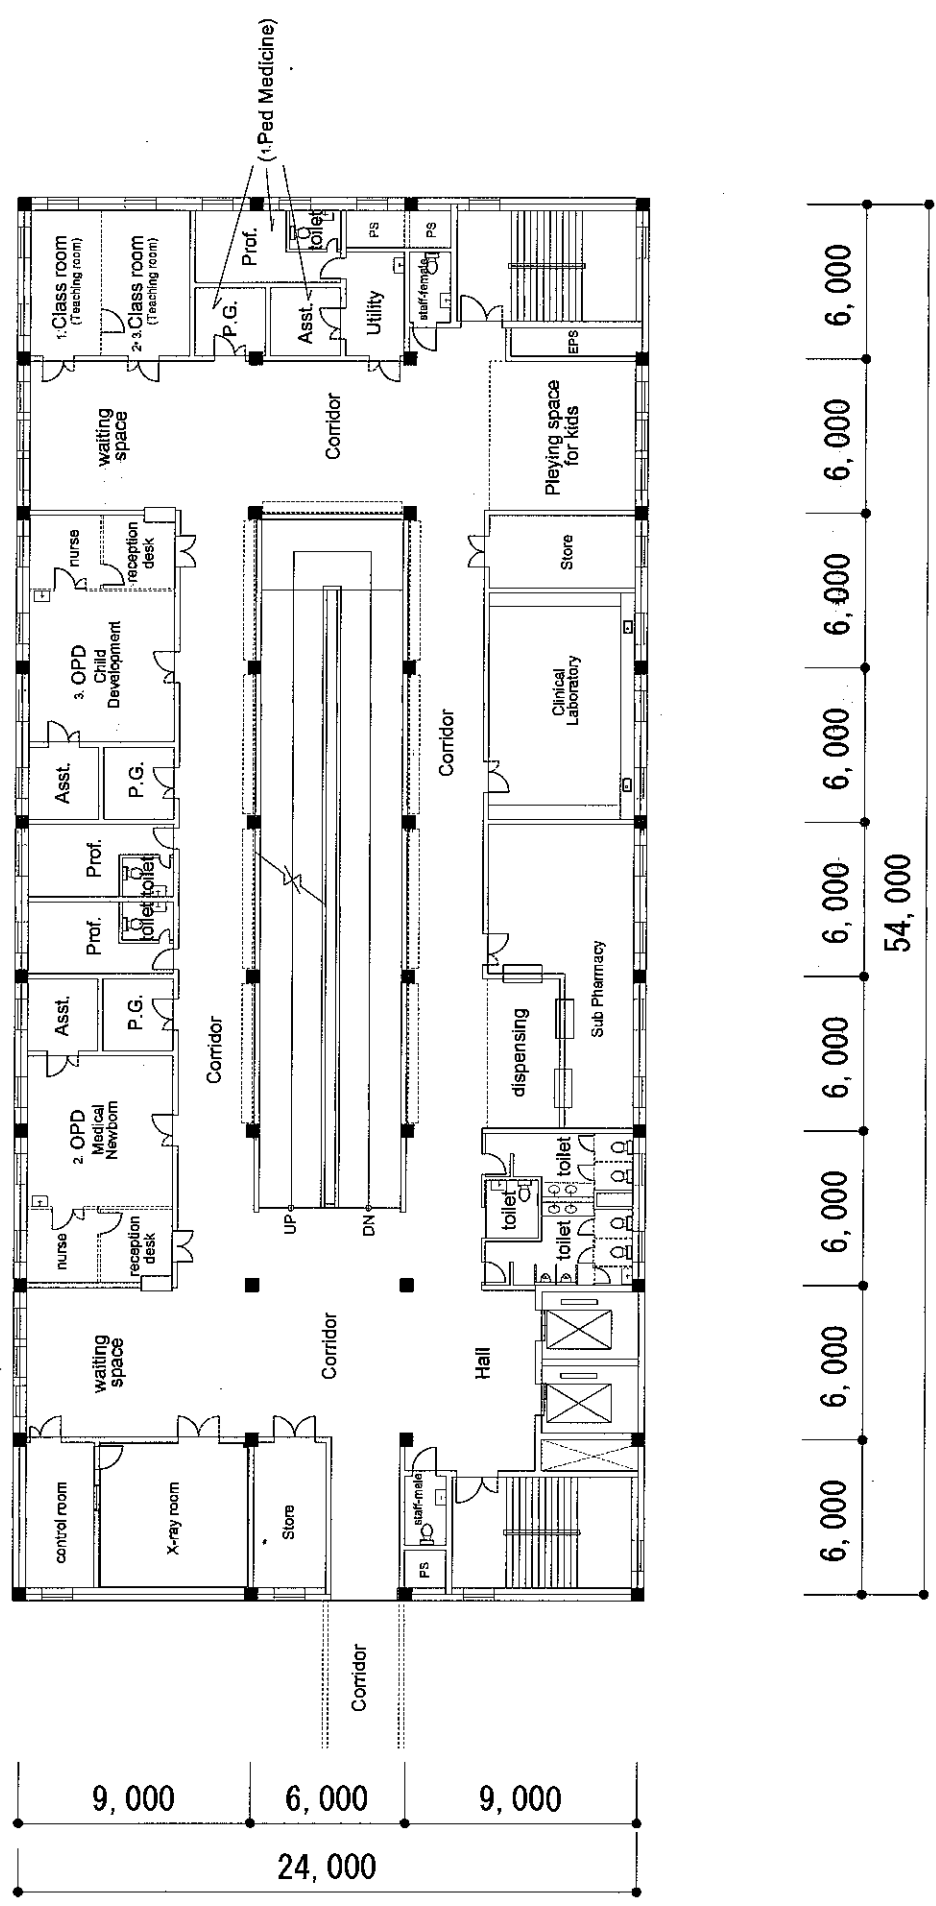 (1.Ped Medicine)
1.Class room
(Teaching room)
2・3.Class room
(Teaching room)
P.G.
Prof.
toilet
Asst.
PS
PS
Utility
staff-female
EPS
waiting
space
Corridor
Pleying space
for kids
nurse
reception
desk
3. OPD
Child
Development
Asst.
P.G.
Store
Clinical
Laboratory
Corridor
Prof.
toilet
Prof.
toilet
Asst.
P.G.
Corridor
Sub Pharmacy
dispensing
2. OPD
Medical
Newborn
nurse
reception
desk
UP
DN
toilet
toilet
toilet
waiting
space
Corridor
Hall
control room
X-ray room
Store
staff-male
PS
Corridor
6,000
6,000
6,000
6,000
6,000
6,000
6,000
6,000
6,000
54,000
9,000
6,000
9,000
24,000